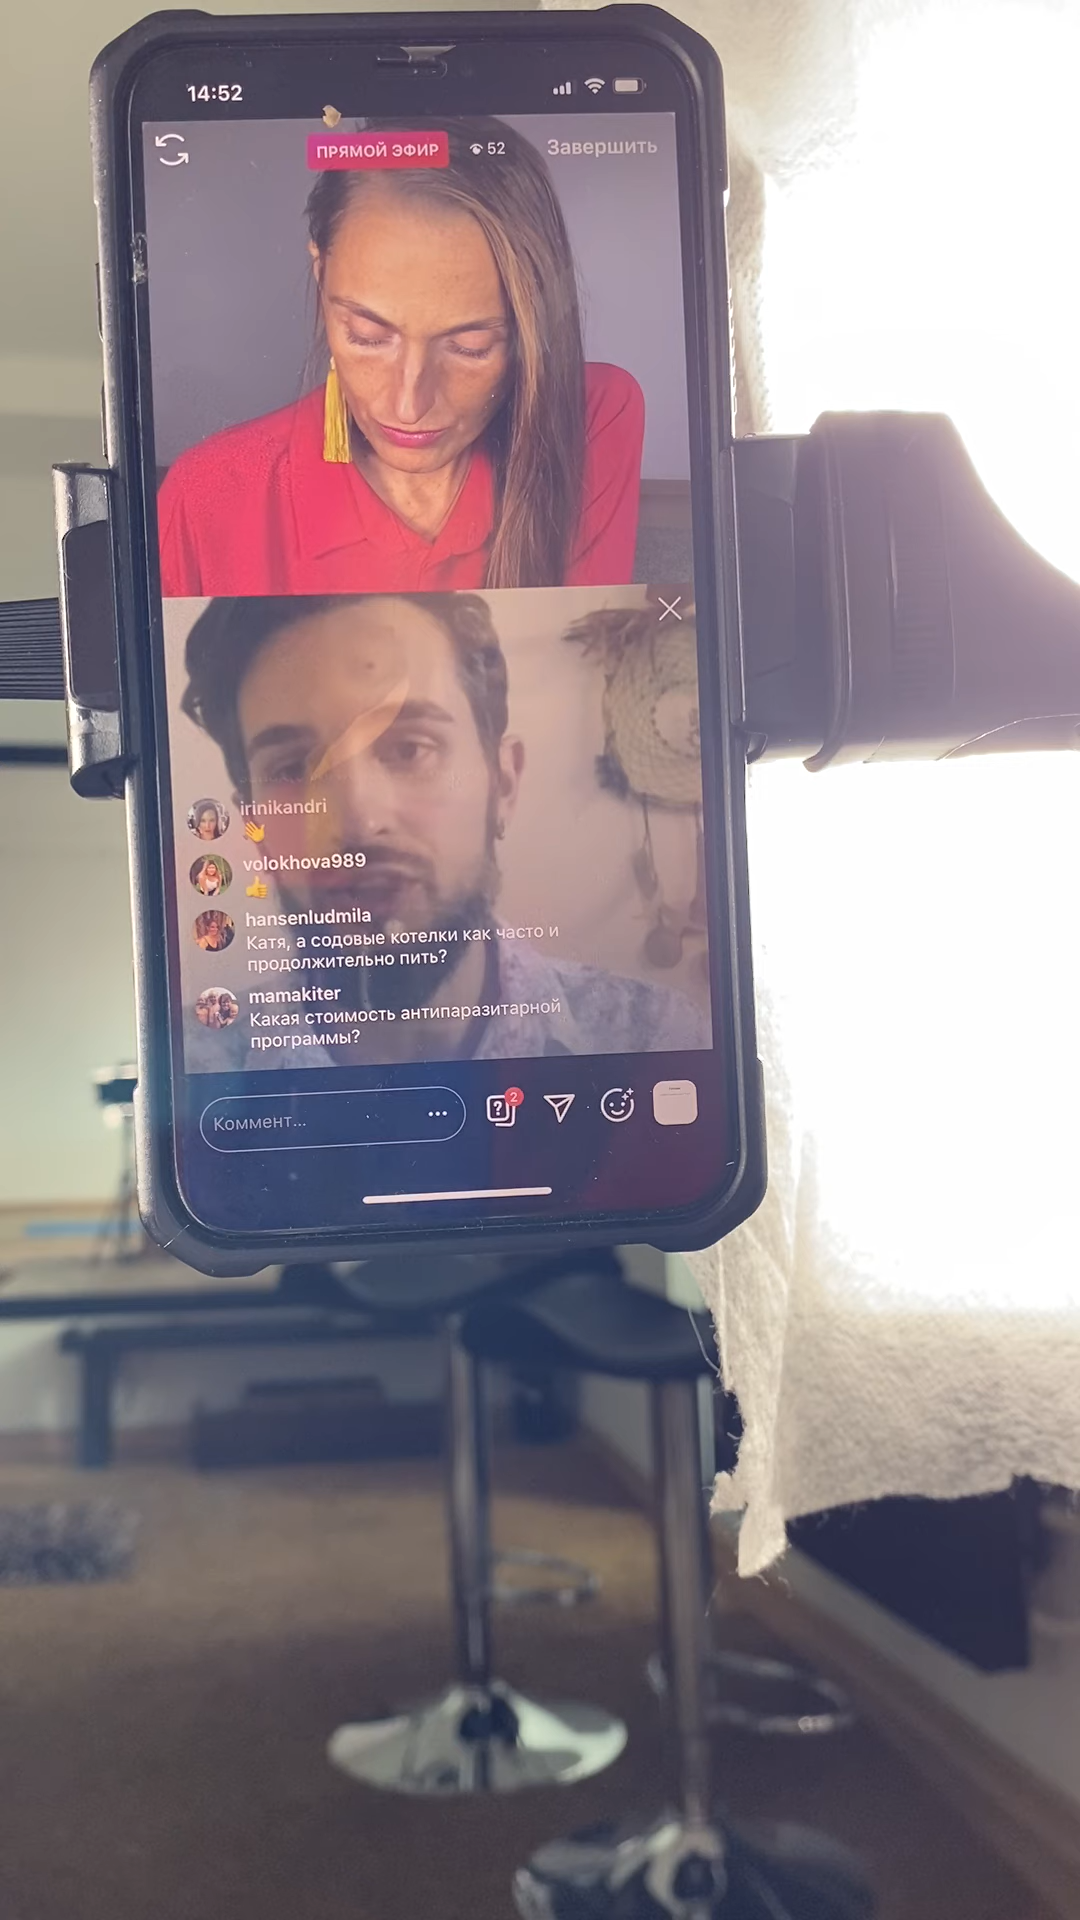 14:52
ПРЯМОЙ ЭФИР
52
Завершить
irinikandri
volokhova989
hansenludmila
Катя, а содовые котелки как часто и
продолжительно пить?
mamakiter
Какая стоимость антипаразитарной
программы?
Коммент...
2